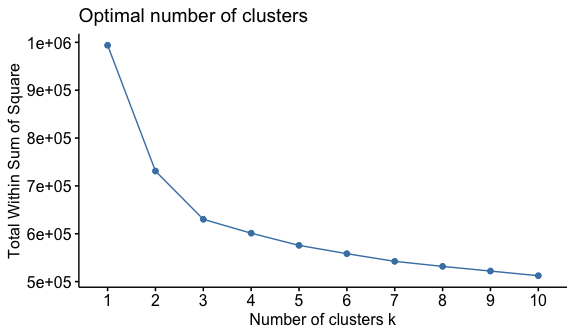 Optimal number of clusters
Total Within Sum of Square
1e+06
9e+05
8e+05
7e+05
6e+05
5e+05
1 2 3 4 5 6 7 8 9 10
Number of clusters k